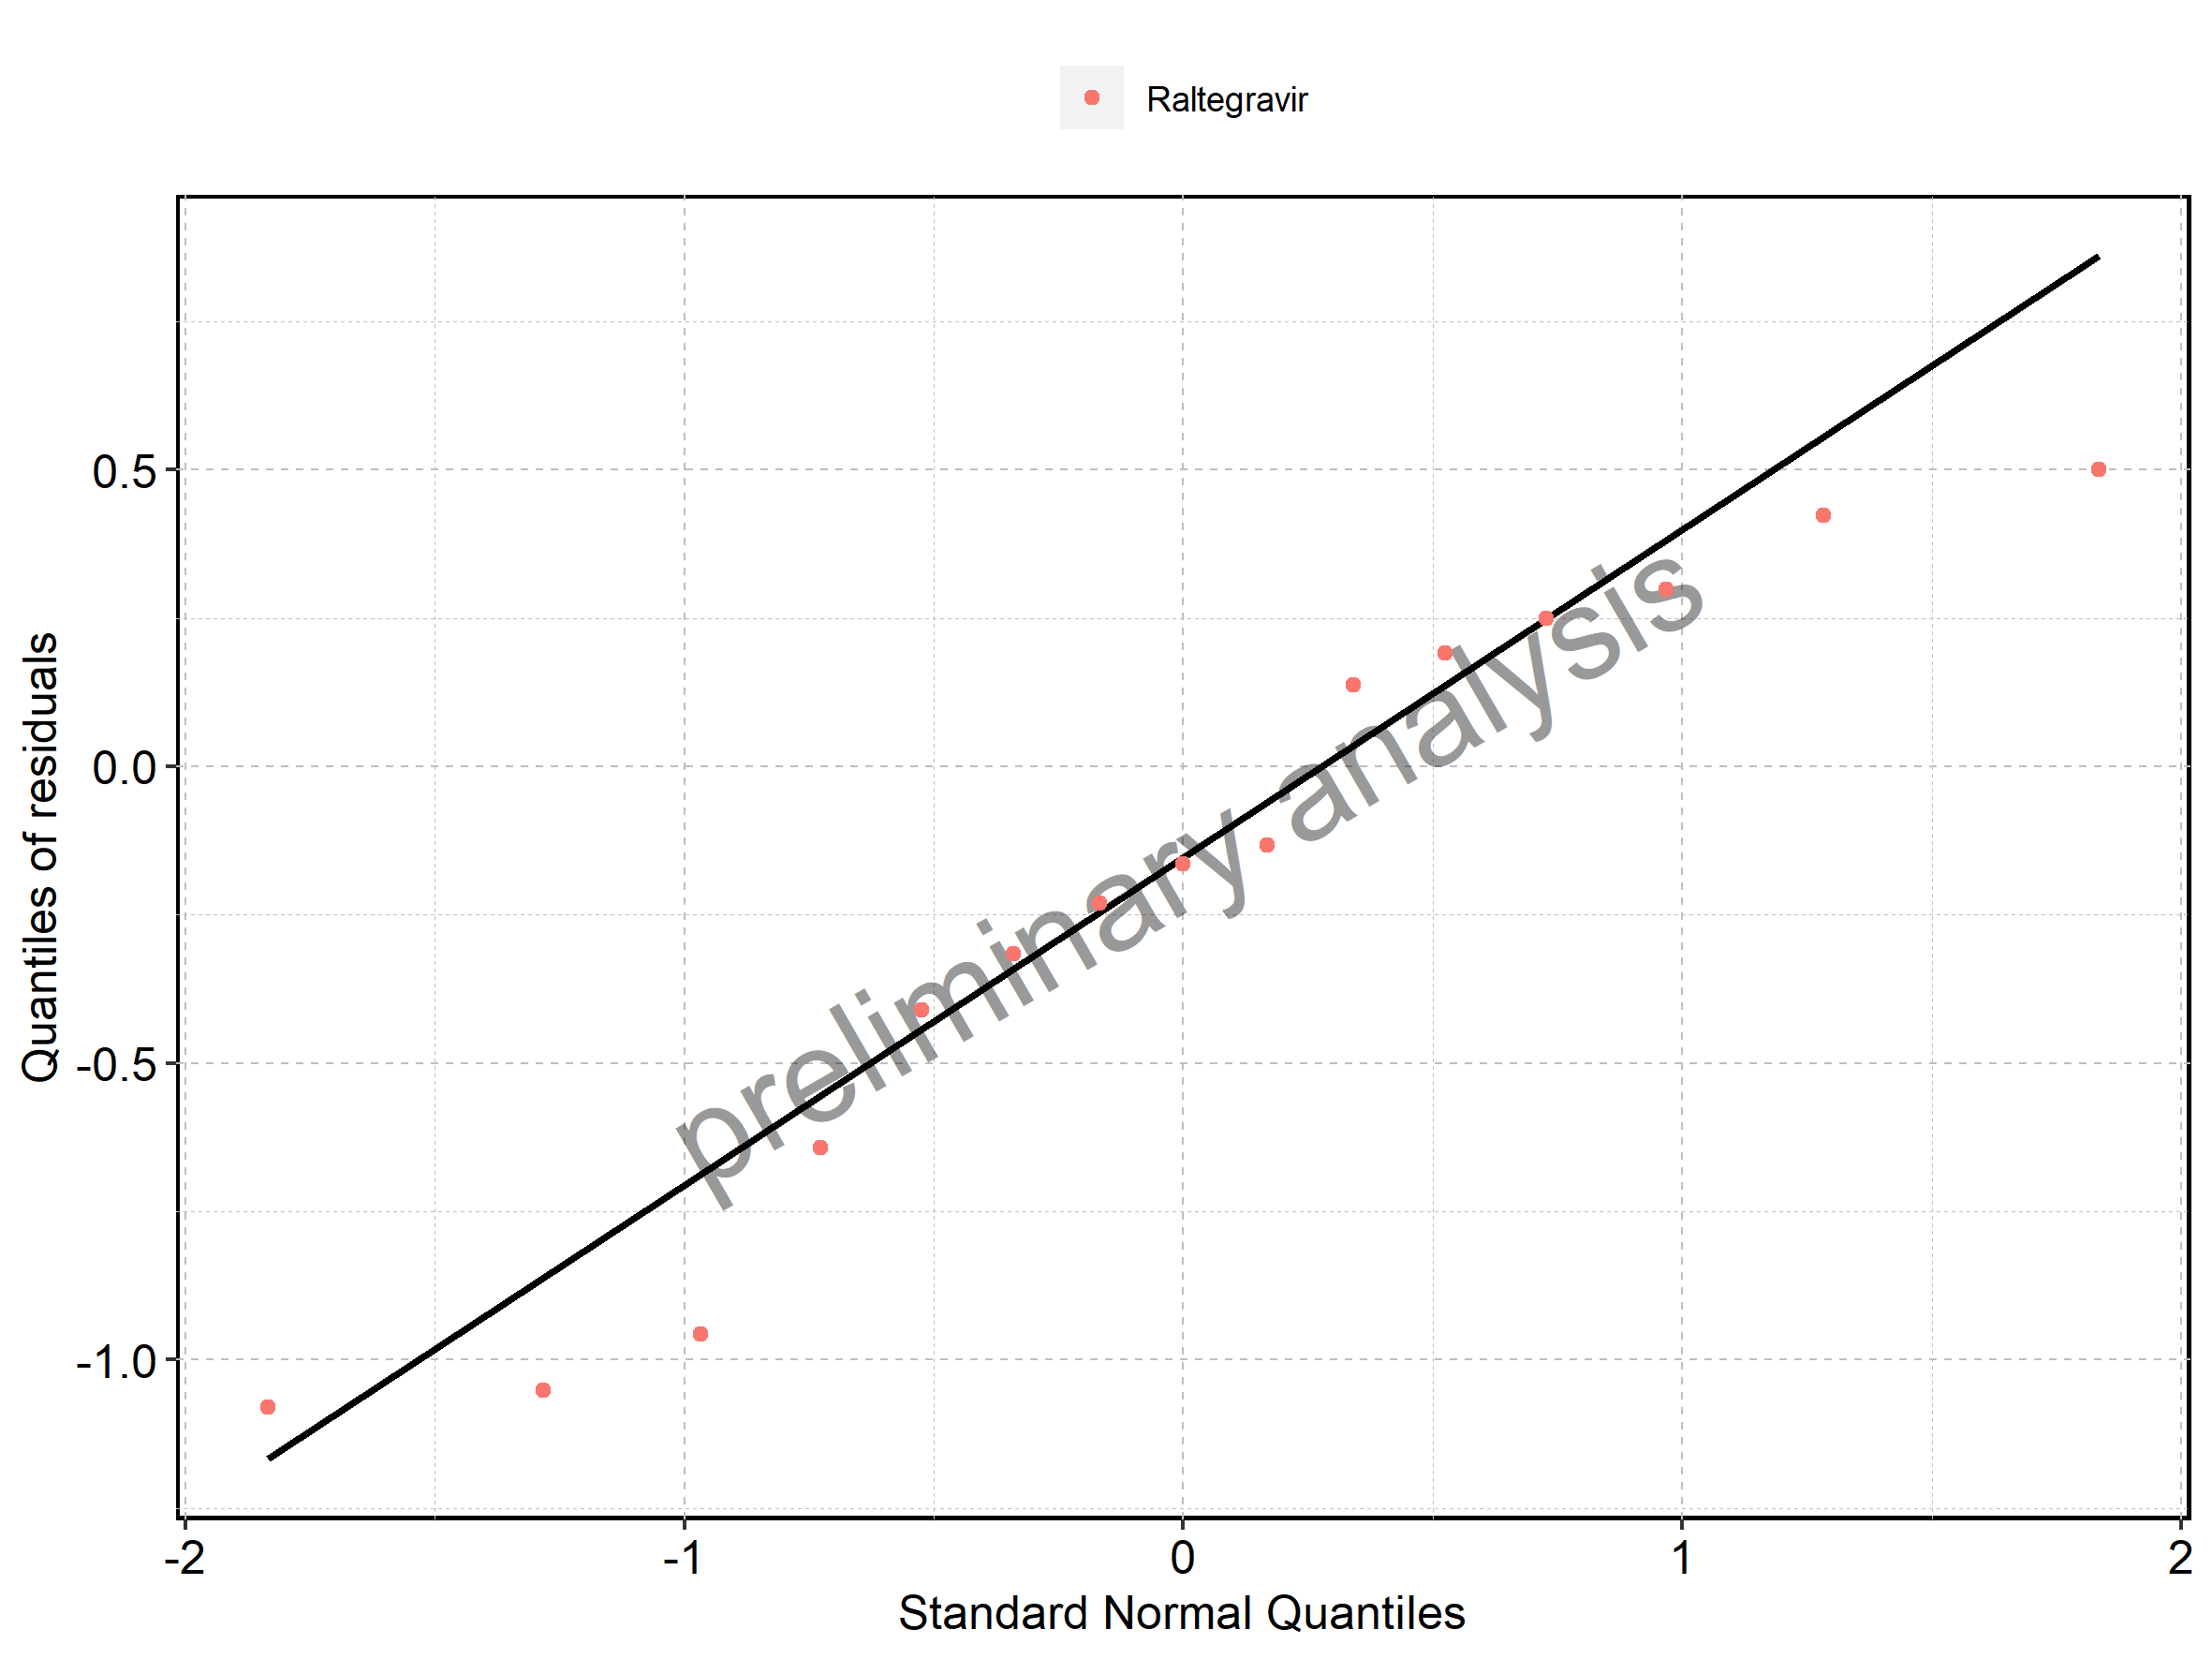 Raltegravir
Quantiles of residuals
0.5
0.0
-0.5
-1.0
preliminary analysis
-2 -1 0 1 2
Standard Normal Quantiles